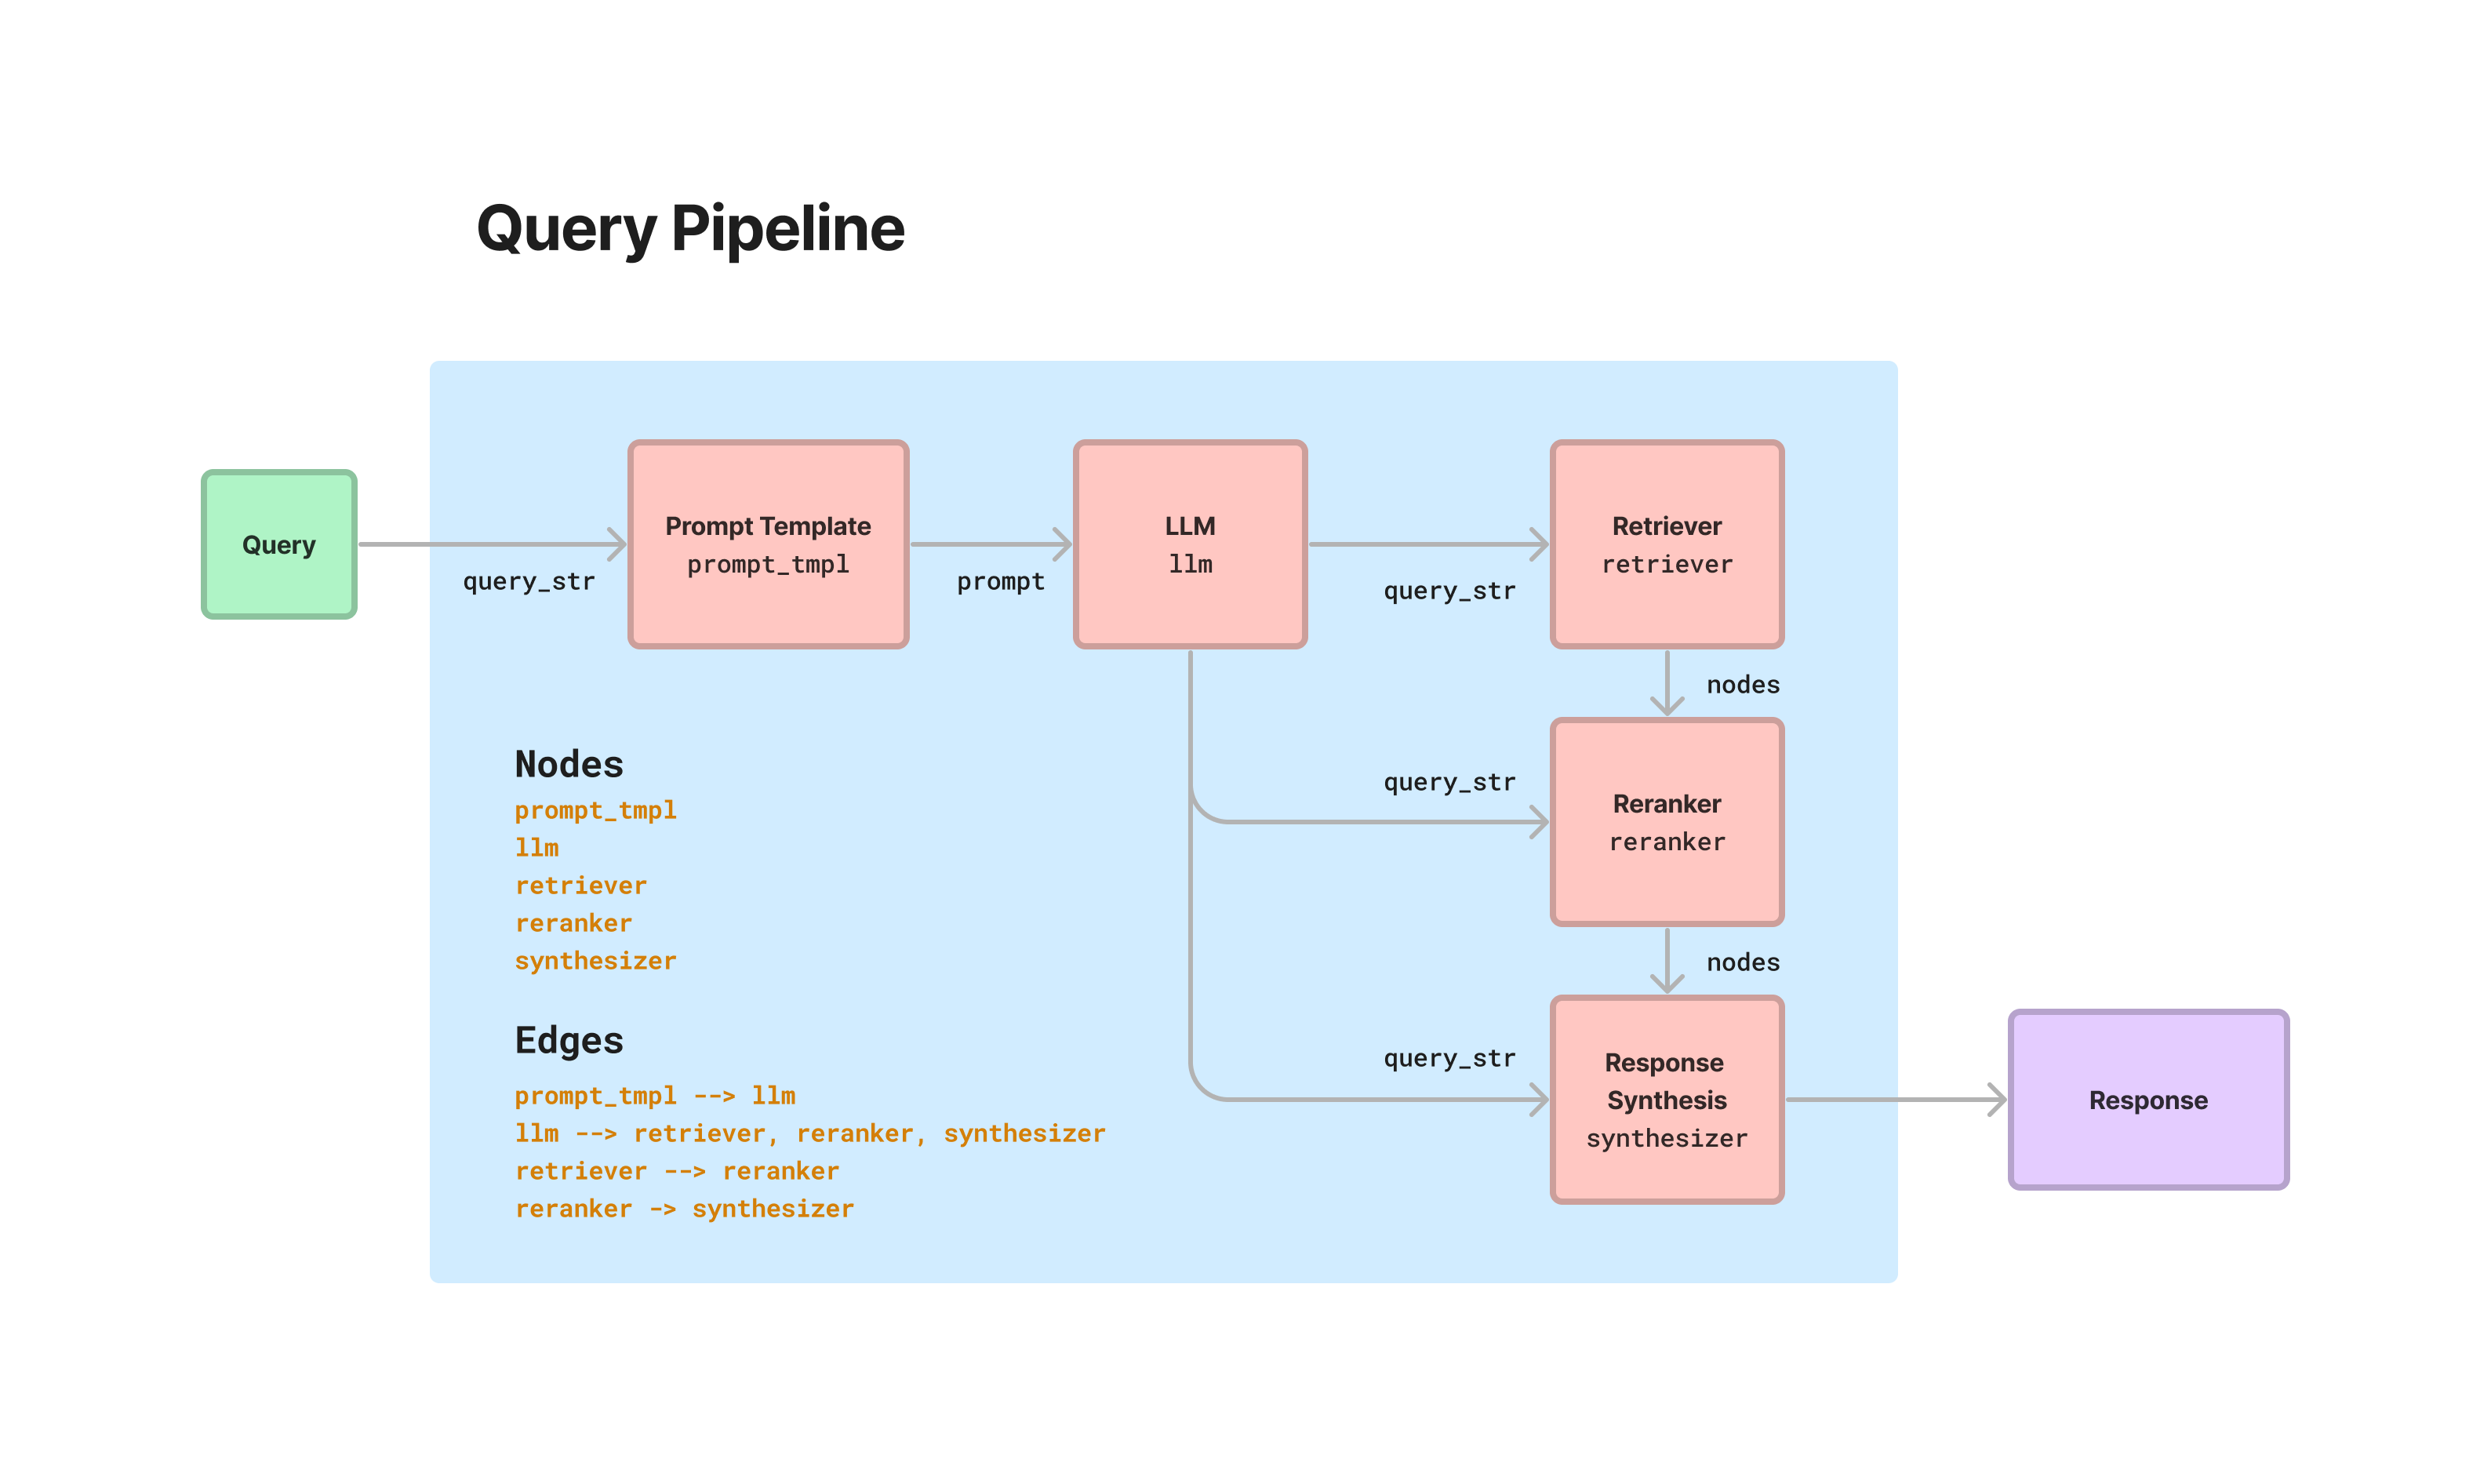 Query Pipeline
Query
query_str
Prompt Template
prompt_tmpl
prompt
LLM
llm
query_str
Retriever
retriever
nodes
query_str
Reranker
reranker
nodes
query_str
Response
Synthesis
synthesizer
Response
Nodes
prompt_tmpl
llm
retriever
reranker
synthesizer
Edges
prompt_tmpl --> llm
llm --> retriever, reranker, synthesizer
retriever --> reranker
reranker -> synthesizer